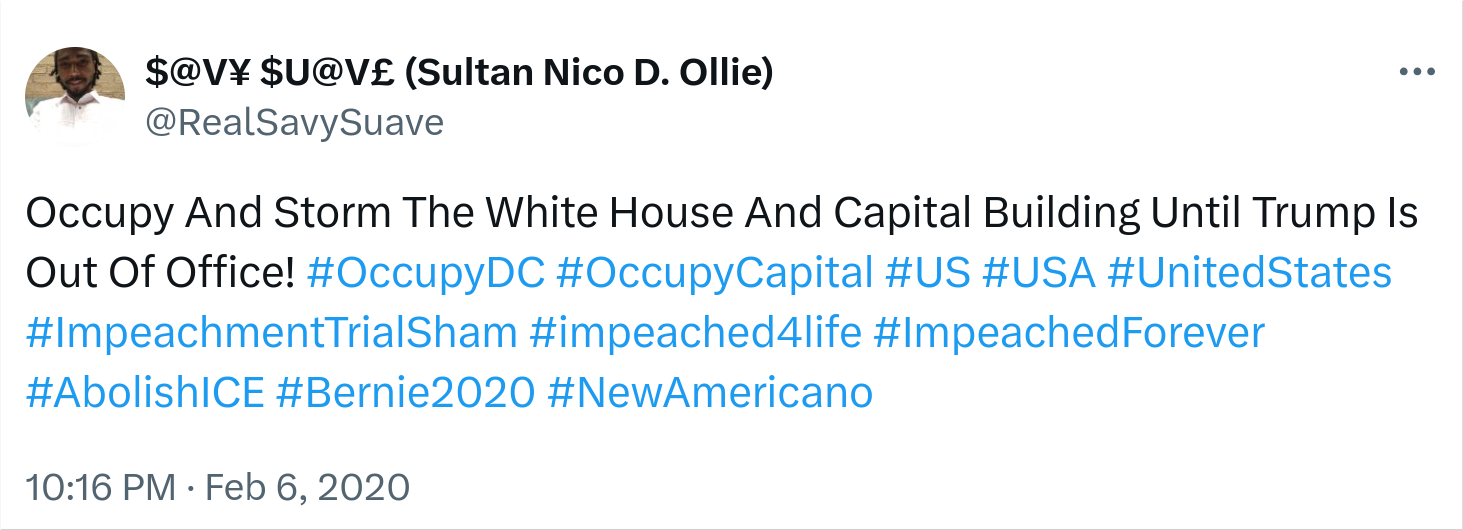 $@V¥ $U@V£ (Sultan Nico D. Ollie)
@RealSavySuave
Occupy And Storm The White House And Capital Building Until Trump Is
Out Of Office! #OccupyDC #OccupyCapital #US #USA #UnitedStates
#ImpeachmentTrialSham #impeached4life #ImpeachedForever
#AbolishICE #Bernie2020 #NewAmericano
10:16 PM · Feb 6, 2020